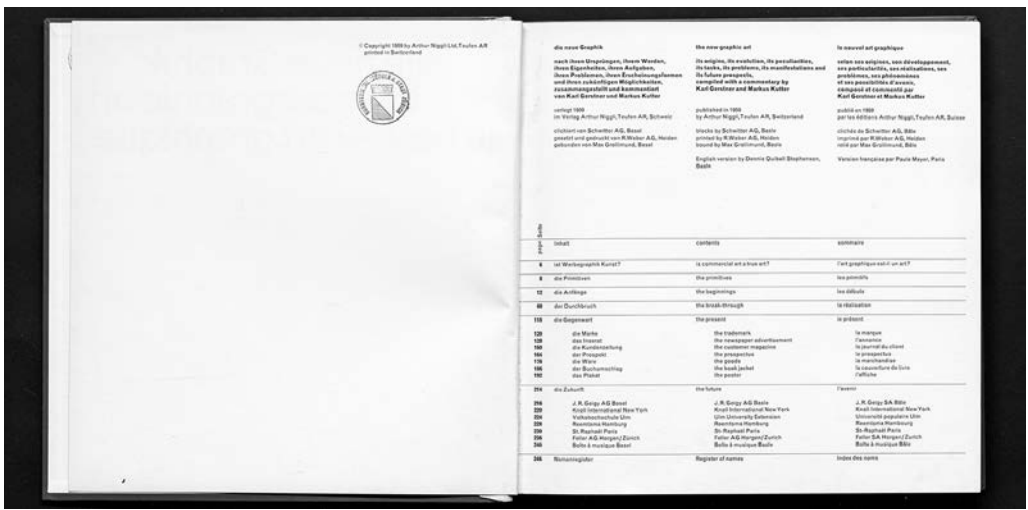 © Copyright 1959 by Arthur Niggli Ltd, Teufen AR
printed in Switzerland
die neue Graphik
nach ihren Ursprüngen, ihrem Werden,
ihren Eigenheiten, ihren Aufgaben,
ihren Problemen, ihren Erscheinungsformen
und ihren zukünftigen Möglichkeiten,
zusammengestellt und kommentiert
von Karl Gerstner und Markus Kutter
verlegt 1959
im Verlag Arthur Niggli, Teufen AR, Schweiz
clichiert von Schwitter AG, Basel
gesetzt und gedruckt von R.Weber AG, Heiden
gebunden von Max Grollimund, Basel
the new graphic art
its origins, its evolution, its peculiarities,
its tasks, its problems, its manifestations and
its future prospects,
compiled with a commentary by
Karl Gerstner and Markus Kutter
published in 1959
by Arthur Niggli, Teufen AR, Switzerland
blocks by Schwitter AG, Basle
printed by R.Weber AG, Heiden
bound by Max Grollimund, Basle
English version by Dennis Quibell Stephenson,
Basle
le nouvel art graphique
selon ses origines, son développement,
ses particularités, ses réalisations, ses
problèmes, ses phénomènes
et ses possibilités d'avenir,
composé et commenté par
Karl Gerstner et Markus Kutter
publié en 1959
par les éditions Arthur Niggli, Teufen AR, Suisse
clichés de Schwitter AG, Bâle
imprimé par R.Weber AG, Heiden
relié par Max Grollimund, Bâle
Version française par Paule Meyer, Paris
page Seite
Inhalt contents sommaire
6 ist Werbegraphik Kunst? is commercial art a true art? l'art graphique est-il un art?
8 die Primitiven the primitives les primitifs
12 die Anfänge the beginnings les débuts
der Durchbruch the break-through la réalisation
die Gegenwart the present le présent
120 die Marke the trademark la marque
das Inserat the newspaper advertisement l'annonce
die Kundenzeitung the customer magazine le journal du client
164 der Prospekt the prospectus le prospectus
die Ware the goods la marchandise
der Buchumschlag the book jacket la couverture de livre
192 das Plakat the poster l'affiche
214 die Zukunft the future l'avenir
216 J. R. Geigy AG Basel J. R. Geigy AG Basle J. R. Geigy SA Bâle
220 Knoll International New York Knoll International New York Knoll International New York
224 Volkshochschule Ulm Ulm University Extension Université populaire Ulm
Reemtsma Hamburg Reemtsma Hamburg Reemtsma Hambourg
230 St-Raphaël Paris St-Raphaël Paris St-Raphaël Paris
236 Feller AG Horgen/Zürich Feller AG Horgen/Zurich Feller SA Horgen/Zurich
Boîte à musique Basel Boîte à musique Basle Boîte à musique Bâle
Namenregister Register of names Index des noms